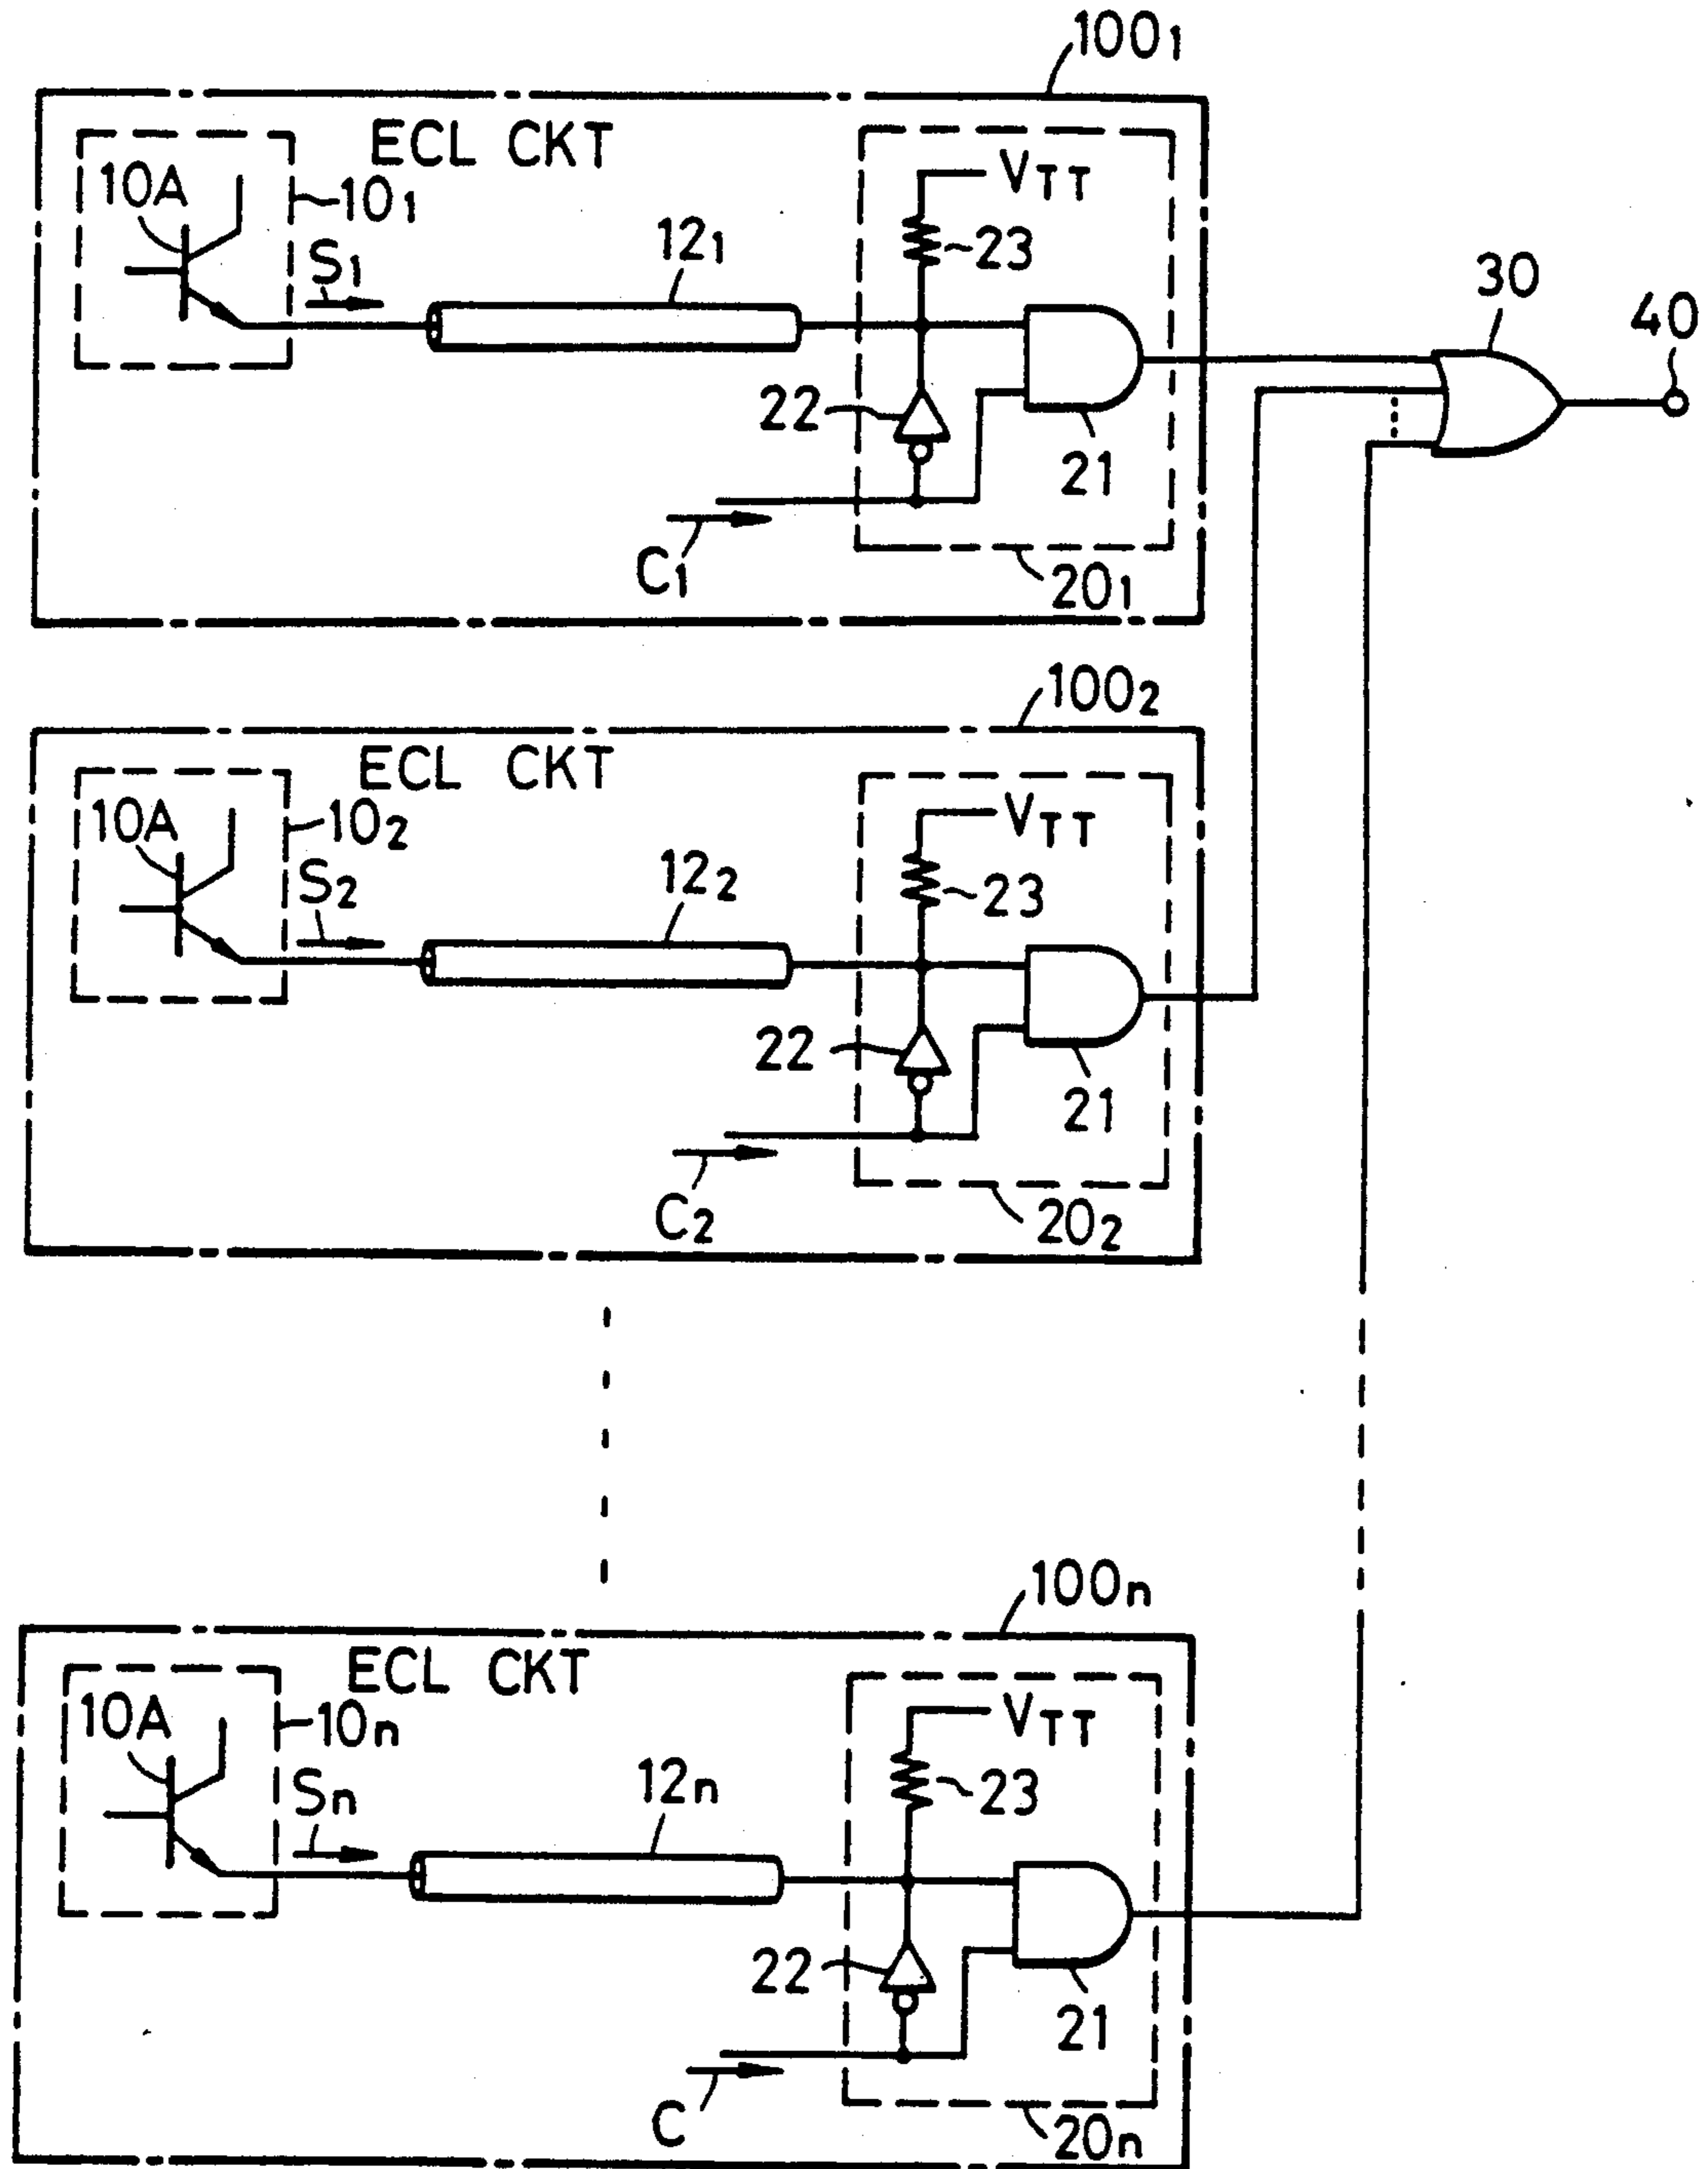 100₁
ECL CKT
10A
10₁
S₁
12₁
V_TT
23
22
21
C₁
20₁
30
40
100₂
ECL CKT
10A
10₂
S₂
12₂
V_TT
23
22
21
C₂
20₂
100n
ECL CKT
10A
10n
Sn
12n
V_TT
23
22
21
C
20n